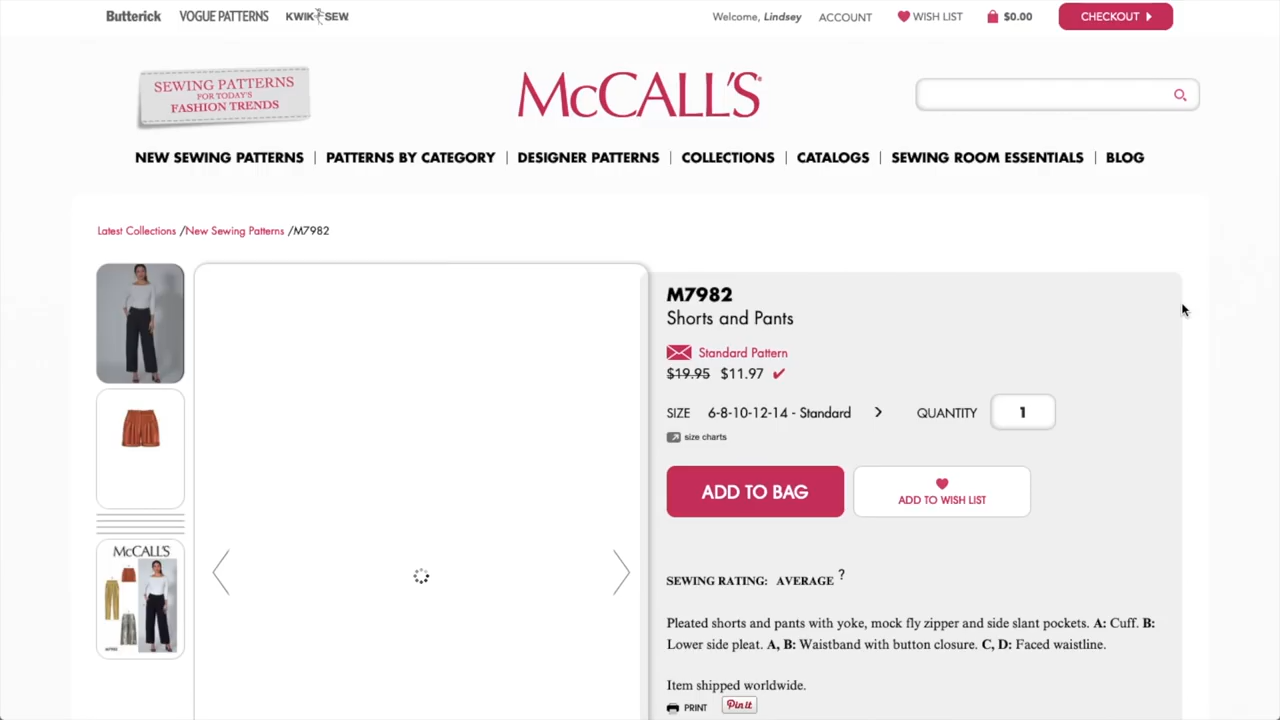 Butterick
VOGUE PATTERNS
KWIK SEW
Welcome, Lindsey
ACCOUNT
WISH LIST
$0.00
CHECKOUT
SEWING PATTERNS
FOR TODAY'S
FASHION TRENDS
McCALL'S
NEW SEWING PATTERNS | PATTERNS BY CATEGORY | DESIGNER PATTERNS | COLLECTIONS | CATALOGS | SEWING ROOM ESSENTIALS | BLOG
Latest Collections /New Sewing Patterns /M7982
McCALL'S
M7982
Shorts and Pants
Standard Pattern
$19.95 $11.97
SIZE 6-8-10-12-14 - Standard QUANTITY 1
size charts
ADD TO BAG
ADD TO WISH LIST
SEWING RATING: AVERAGE ?
Pleated shorts and pants with yoke, mock fly zipper and side slant pockets. A: Cuff. B:
Lower side pleat. A, B: Waistband with button closure. C, D: Faced waistline.
Item shipped worldwide.
PRINT Pin it